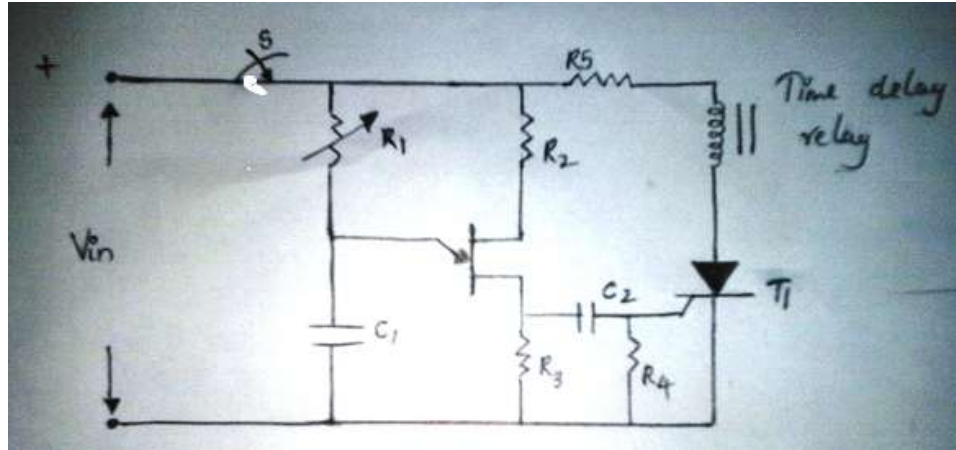 S
+
R5
Time delay
relay
R1
R2
Vin
C2
T1
C1
R3
R4